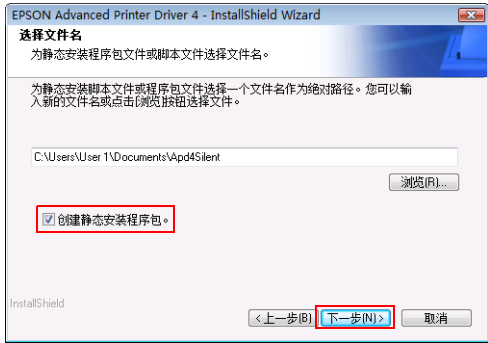 EPSON Advanced Printer Driver 4 - InstallShield Wizard
选择文件名
为静态安装程序包文件或脚本文件选择文件名。
为静态安装脚本文件或程序包文件选择一个文件名作为绝对路径。您可以输
入新的文件名或点击[浏览]按钮选择文件。
C:\Users\User 1\Documents\Apd4Silent
浏览(R)...
创建静态安装程序包。
InstallShield
<上一步(B)
下一步(N)>
取消